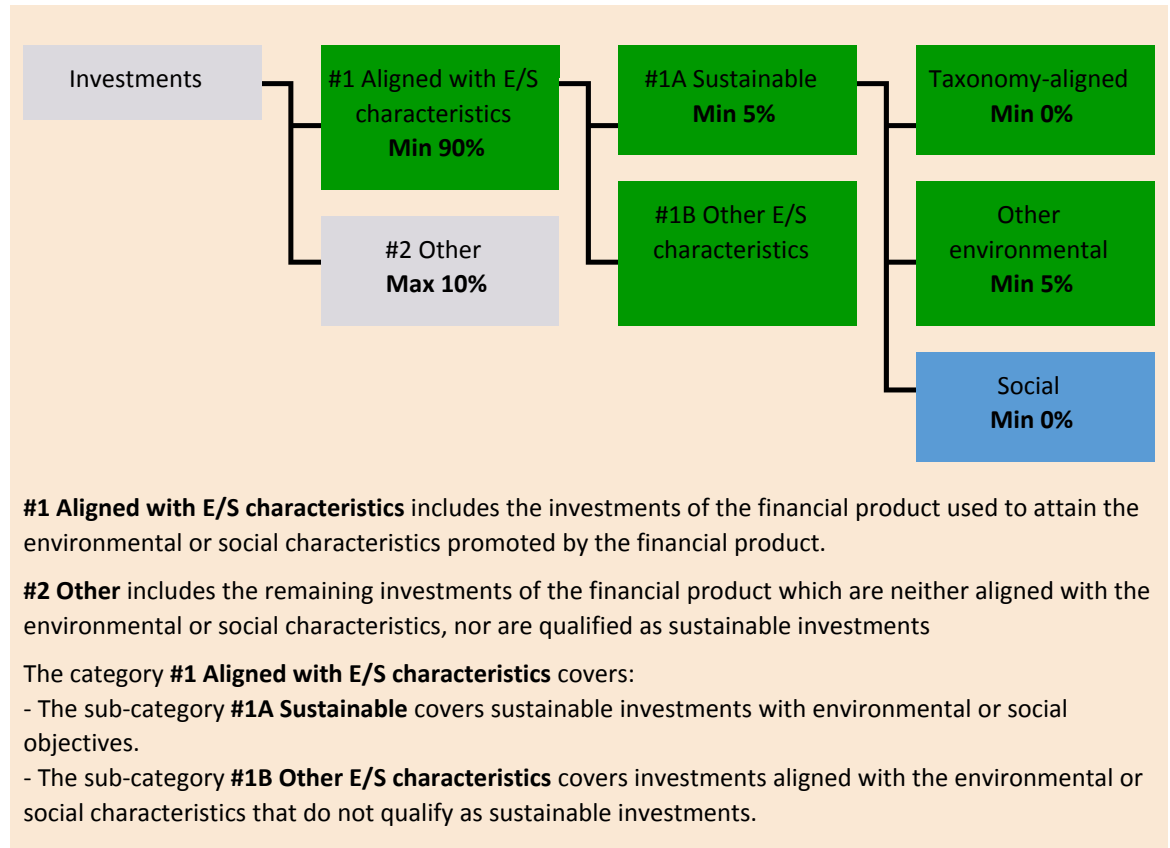 Investments
#1 Aligned with E/S
characteristics
Min 90%
#2 Other
Max 10%
#1A Sustainable
Min 5%
#1B Other E/S
characteristics
Taxonomy-aligned
Min 0%
Other
environmental
Min 5%
Social
Min 0%
#1 Aligned with E/S characteristics includes the investments of the financial product used to attain the
environmental or social characteristics promoted by the financial product.
#2 Other includes the remaining investments of the financial product which are neither aligned with the
environmental or social characteristics, nor are qualified as sustainable investments
The category #1 Aligned with E/S characteristics covers:
- The sub-category #1A Sustainable covers sustainable investments with environmental or social
objectives.
- The sub-category #1B Other E/S characteristics covers investments aligned with the environmental or
social characteristics that do not qualify as sustainable investments.